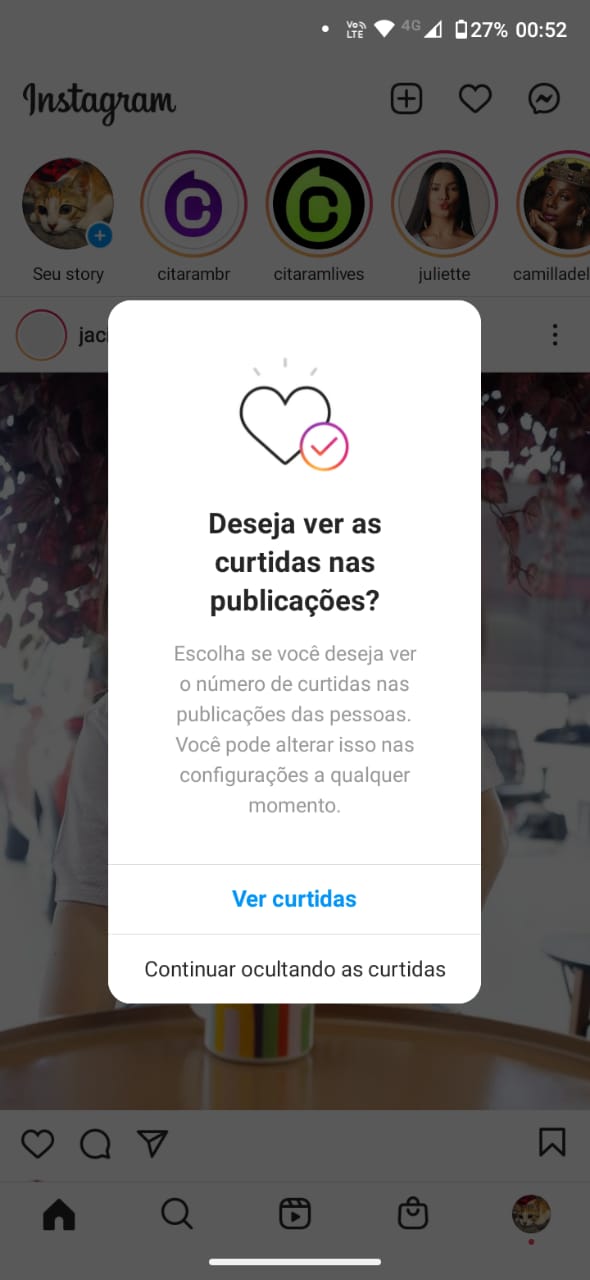 Vo)) LTE 4G 27% 00:52
Instagram
Seu story citarambr citaramlives juliette camilladel
jaci
Deseja ver as
curtidas nas
publicações?
Escolha se você deseja ver
o número de curtidas nas
publicações das pessoas.
Você pode alterar isso nas
configurações a qualquer
momento.
Ver curtidas
Continuar ocultando as curtidas